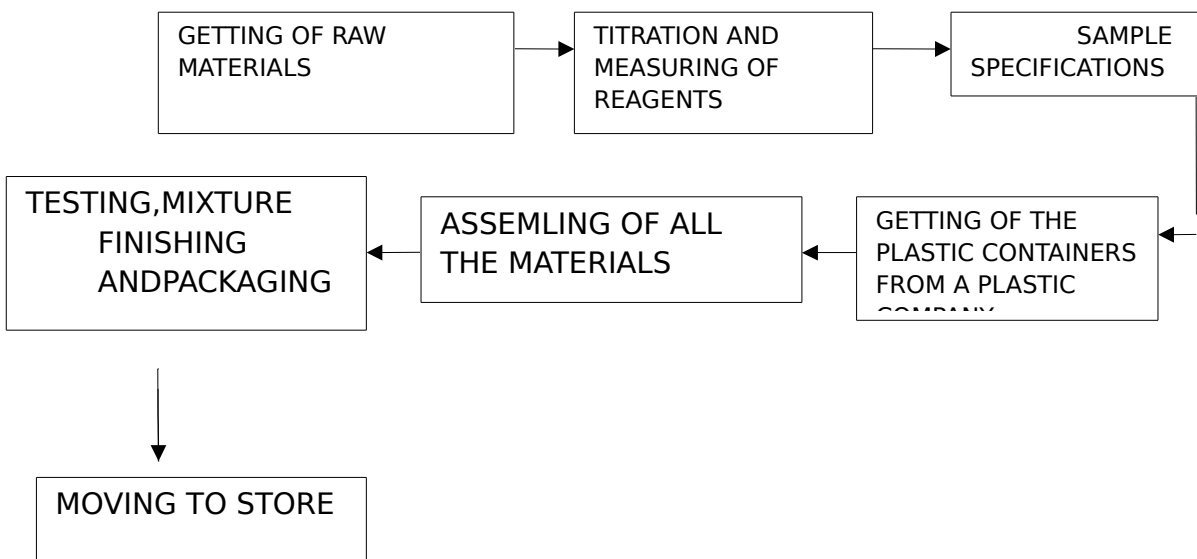 GETTING OF RAW
MATERIALS
TITRATION AND
MEASURING OF
REAGENTS
SAMPLE
SPECIFICATIONS
TESTING,MIXTURE
FINISHING
ANDPACKAGING
ASSEMLING OF ALL
THE MATERIALS
GETTING OF THE
PLASTIC CONTAINERS
FROM A PLASTIC
COMPANY
MOVING TO STORE